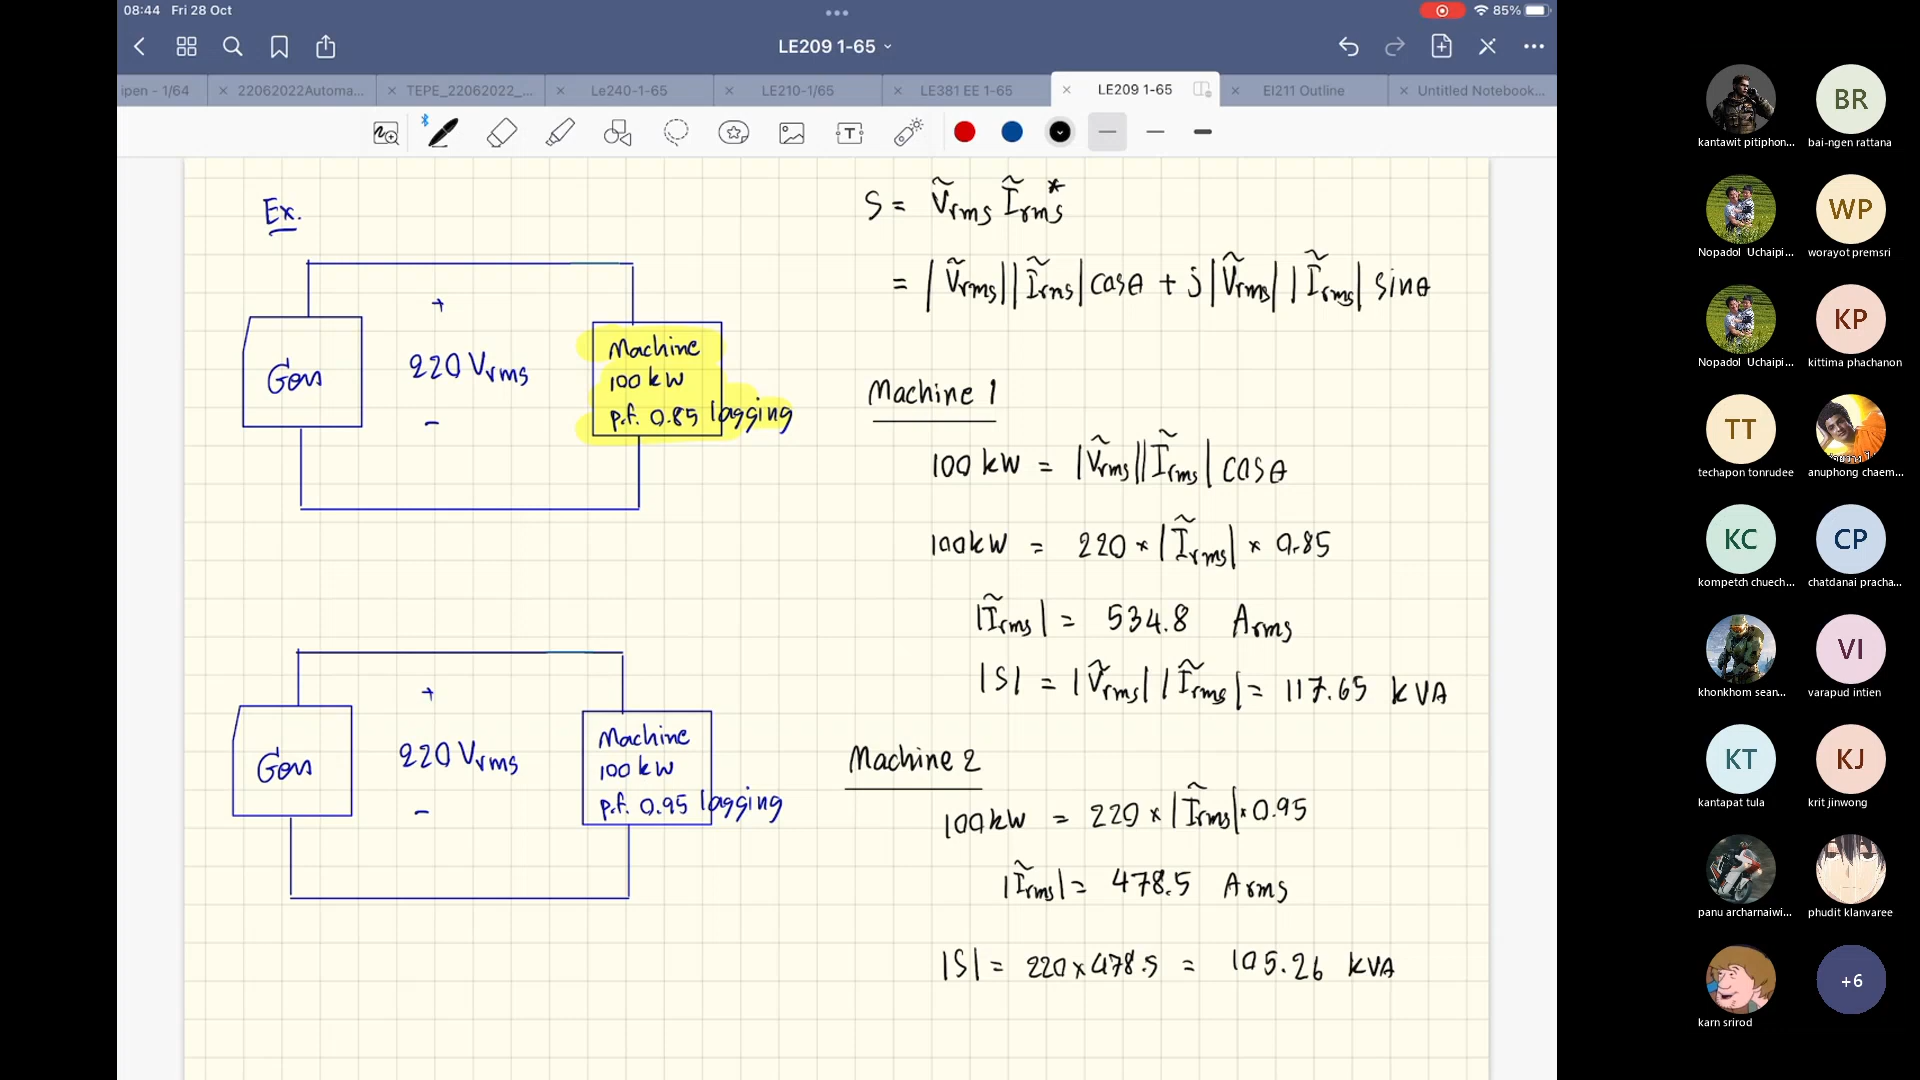 08:44 Fri 28 Oct
85%
LE209 1-65
ipen - 1/64
22062022Automa...
TEPE_22062022_...
Le240-1-65
LE210-1/65
LE381 EE 1-65
LE209 1-65
EI211 Outline
Untitled Notebook...
Ex.
+
220 Vrms
-
Gen
Machine
100 kW
p.f. 0.85 lagging
+
220 Vrms
-
Gen
Machine
100 kW
p.f. 0.95 lagging
S = Ṽrms Ĩrms*
= |Ṽrms||Ĩrms| cosθ + j|Ṽrms||Ĩrms| sinθ
Machine 1
100 kW = |Ṽrms||Ĩrms| cosθ
100kW = 220 × |Ĩrms| × 0.85
|Ĩrms| = 534.8 Arms
|S| = |Ṽrms||Ĩrms| = 117.65 kVA
Machine 2
100kW = 220 × |Ĩrms| × 0.95
|Ĩrms| = 478.5 Arms
|S| = 220 × 478.5 = 105.26 kVA
BR
kantawit pitiphon...
bai-ngen rattana
WP
Nopadol Uchaipi...
worayot premsri
KP
Nopadol Uchaipi...
kittima phachanon
TT
techapon tonrudee
anuphong chaem...
KC
CP
kompetch chuech...
chatdanai pracha...
VI
khonkhom sean...
varapud intien
KT
KJ
kantapat tula
krit jinwong
panu archarnaiwi...
phudit klanvaree
+6
karn srirod